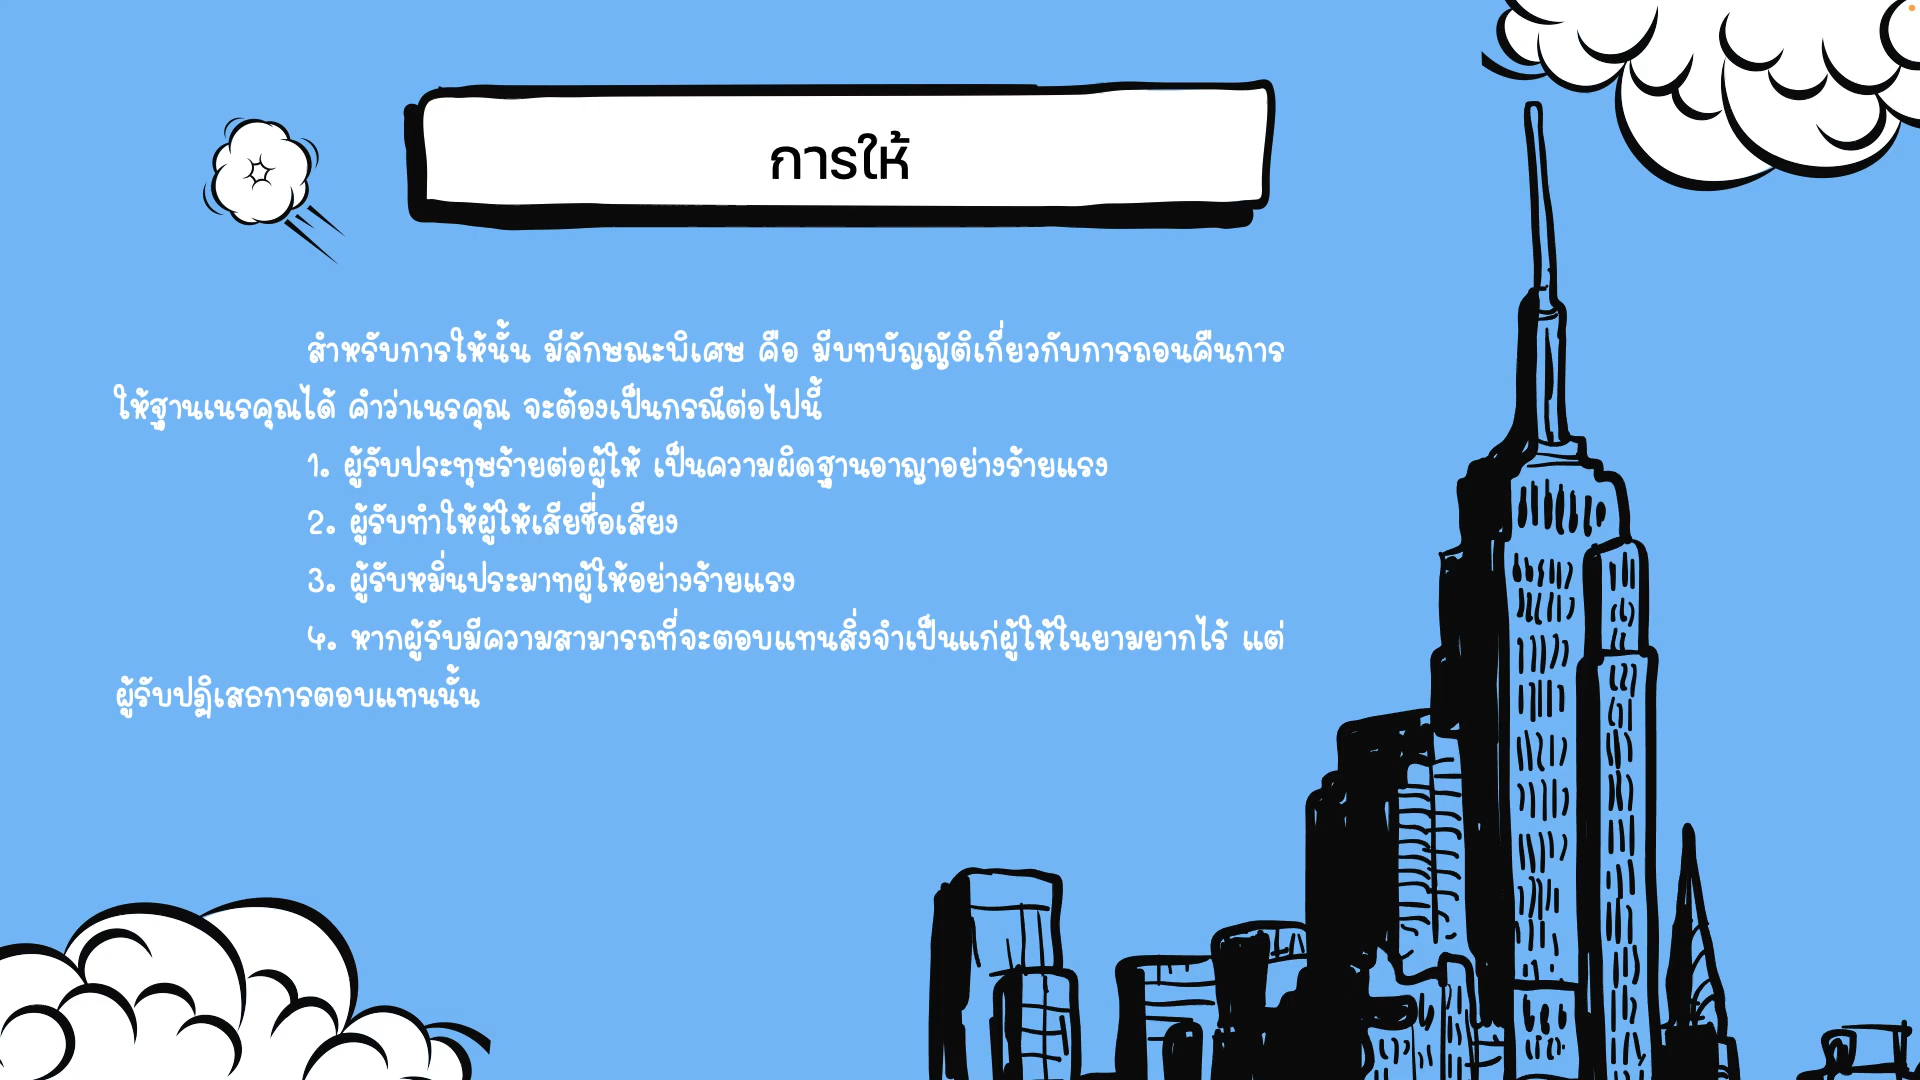 การให้
สำหรับการให้นั้น มีลักษณะพิเศษ คือ มีบทบัญญัติเกี่ยวกับการถอนคืนการ
ให้ฐานเนรคุณได้ คำว่าเนรคุณ จะต้องเป็นกรณีต่อไปนี้
1. ผู้รับประทุษร้ายต่อผู้ให้ เป็นความผิดฐานอาญาอย่างร้ายแรง
2. ผู้รับทำให้ผู้ให้เสียชื่อเสียง
3. ผู้รับหมิ่นประมาทผู้ให้อย่างร้ายแรง
4. หากผู้รับมีความสามารถที่จะตอบแทนสิ่งจำเป็นแก่ผู้ให้ในยามยากไร้ แต่
ผู้รับปฏิเสธการตอบแทนนั้น